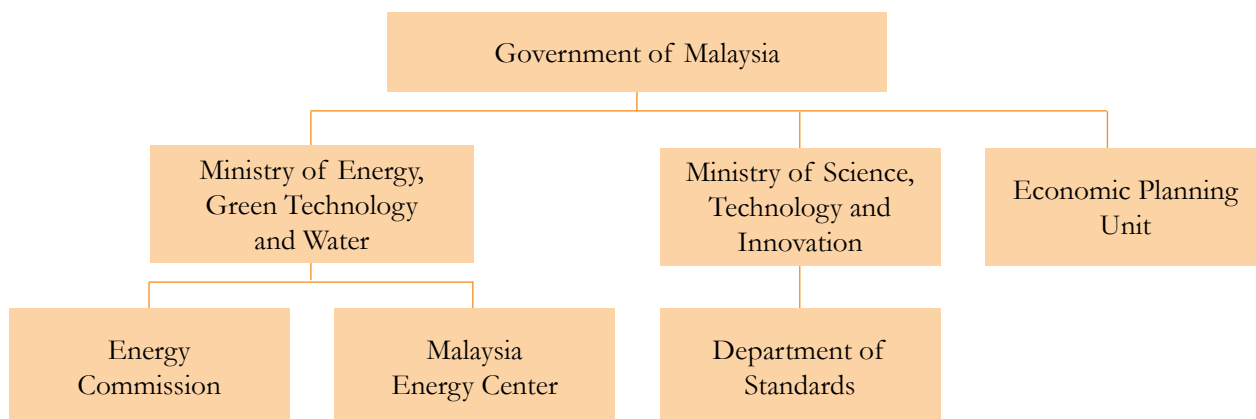 Government of Malaysia
Ministry of Energy,
Green Technology
and Water
Ministry of Science,
Technology and
Innovation
Economic Planning
Unit
Energy
Commission
Malaysia
Energy Center
Department of
Standards